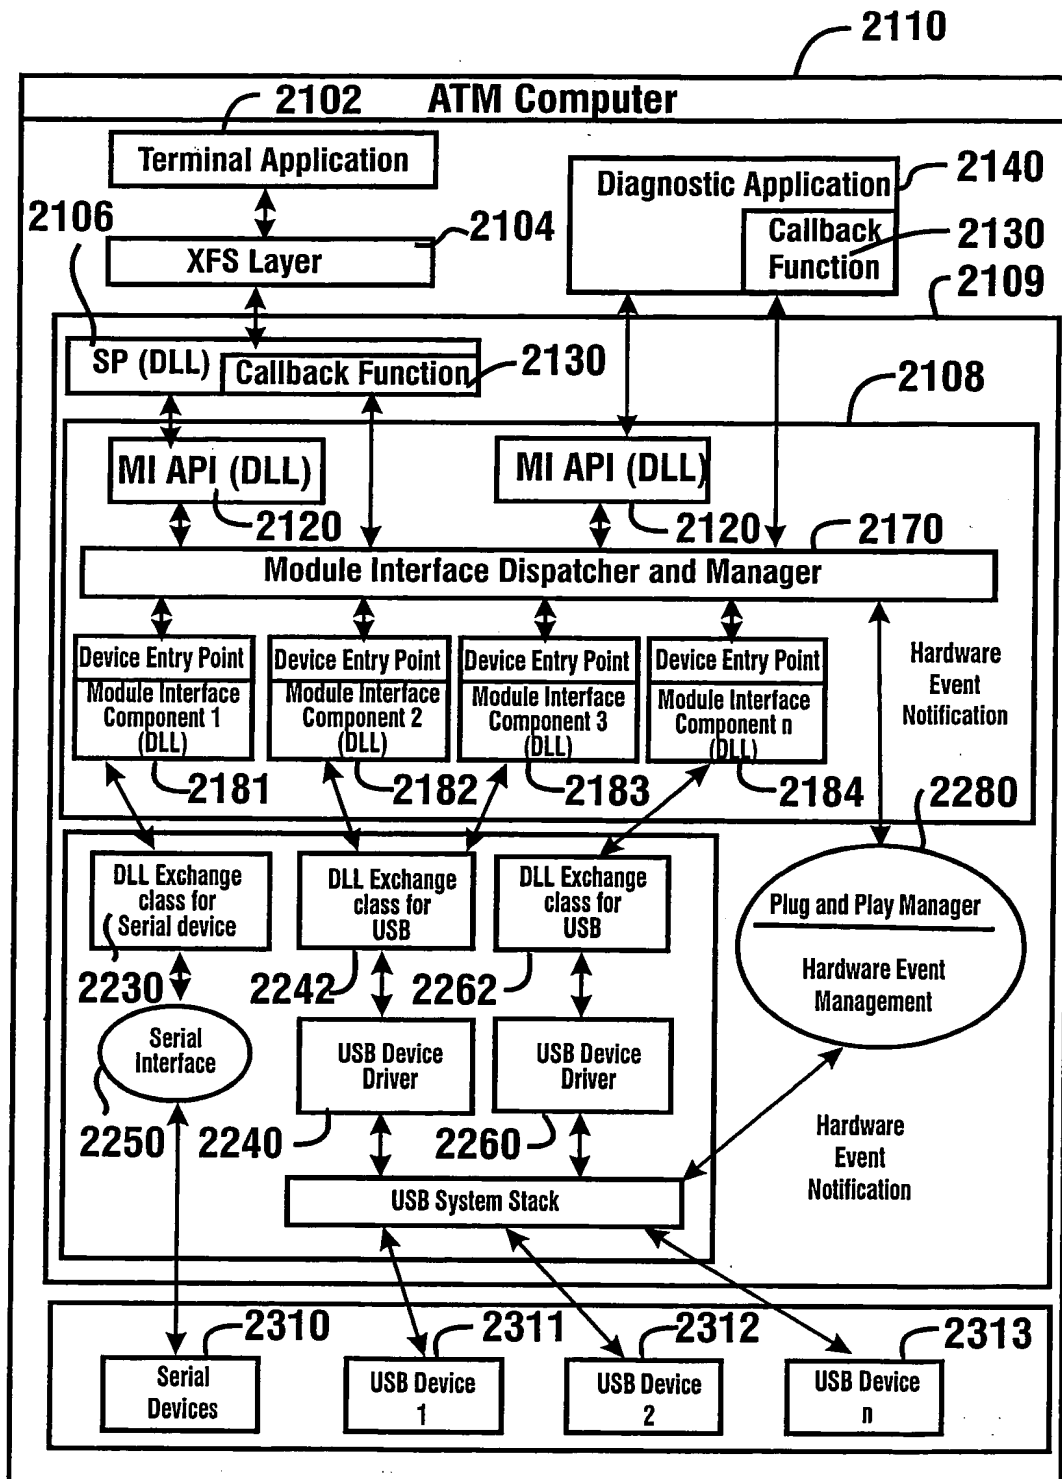 2110
ATM Computer
2102
Terminal Application
2140
Diagnostic Application
2106
2104
Callback
Function
2130
XFS Layer
2109
SP (DLL)
Callback Function
2130
2108
MI API (DLL)
MI API (DLL)
2120
2120
2170
Module Interface Dispatcher and Manager
Device Entry Point
Module Interface
Component 1
(DLL)
Device Entry Point
Module Interface
Component 2
(DLL)
Device Entry Point
Module Interface
Component 3
(DLL)
Device Entry Point
Module Interface
Component n
(DLL)
Hardware
Event
Notification
2181
2182
2183
2184
2280
DLL Exchange
class for
Serial device
DLL Exchange
class for
USB
DLL Exchange
class for
USB
Plug and Play Manager
Hardware Event
Management
2230
2242
2262
Serial
Interface
USB Device
Driver
USB Device
Driver
2250
2240
2260
Hardware
Event
Notification
USB System Stack
2310
2311
2312
2313
Serial
Devices
USB Device
1
USB Device
2
USB Device
n